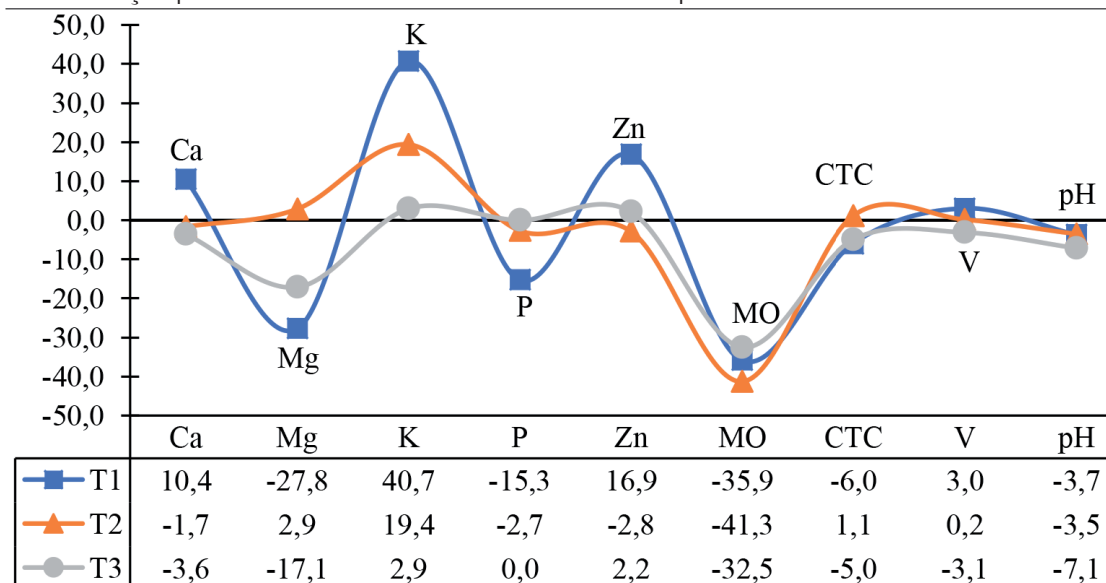 50,0
40,0
30,0
20,0
10,0
0,0
-10,0
-20,0
-30,0
-40,0
-50,0
Ca
Mg
K
P
Zn
MO
CTC
V
pH
Ca Mg K P Zn MO CTC V pH
T1 10,4 -27,8 40,7 -15,3 16,9 -35,9 -6,0 3,0 -3,7
T2 -1,7 2,9 19,4 -2,7 -2,8 -41,3 1,1 0,2 -3,5
T3 -3,6 -17,1 2,9 0,0 2,2 -32,5 -5,0 -3,1 -7,1